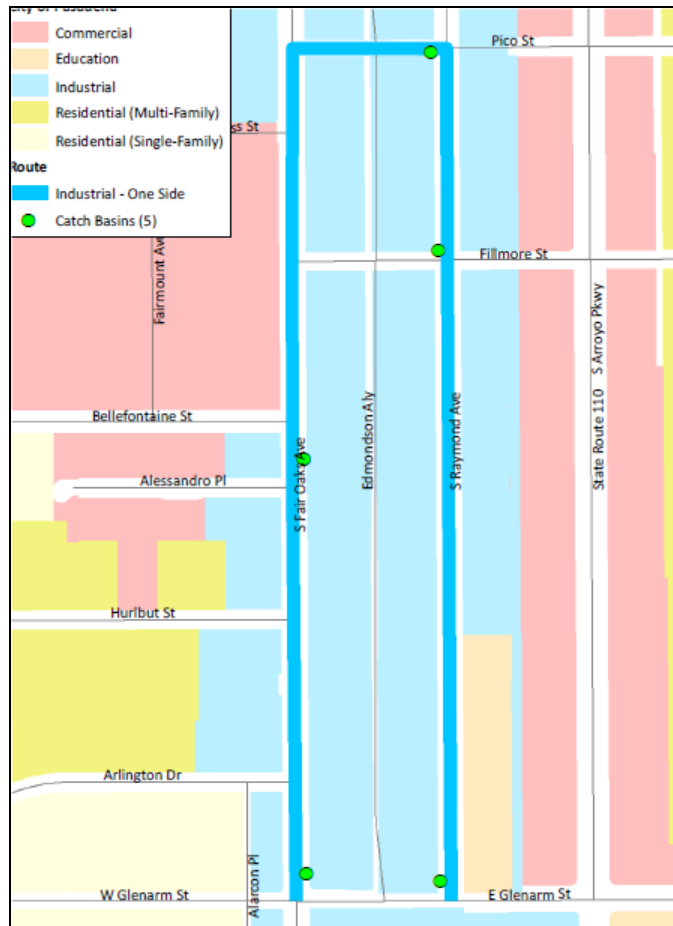 City of Pasadena
Commercial
Education
Industrial
Residential (Multi-Family)
Residential (Single-Family)
Route
Industrial - One Side
Catch Basins (5)
Pico St
ss St
Fillmore St
Fairmount Ave
S Arroyo Pkwy
State Route 110
Edmondson Aly
S Raymond Ave
S Fair Oaks Ave
Bellefontaine St
Alessandro Pl
Hurlbut St
Arlington Dr
Alarcon Pl
W Glenarm St
E Glenarm St